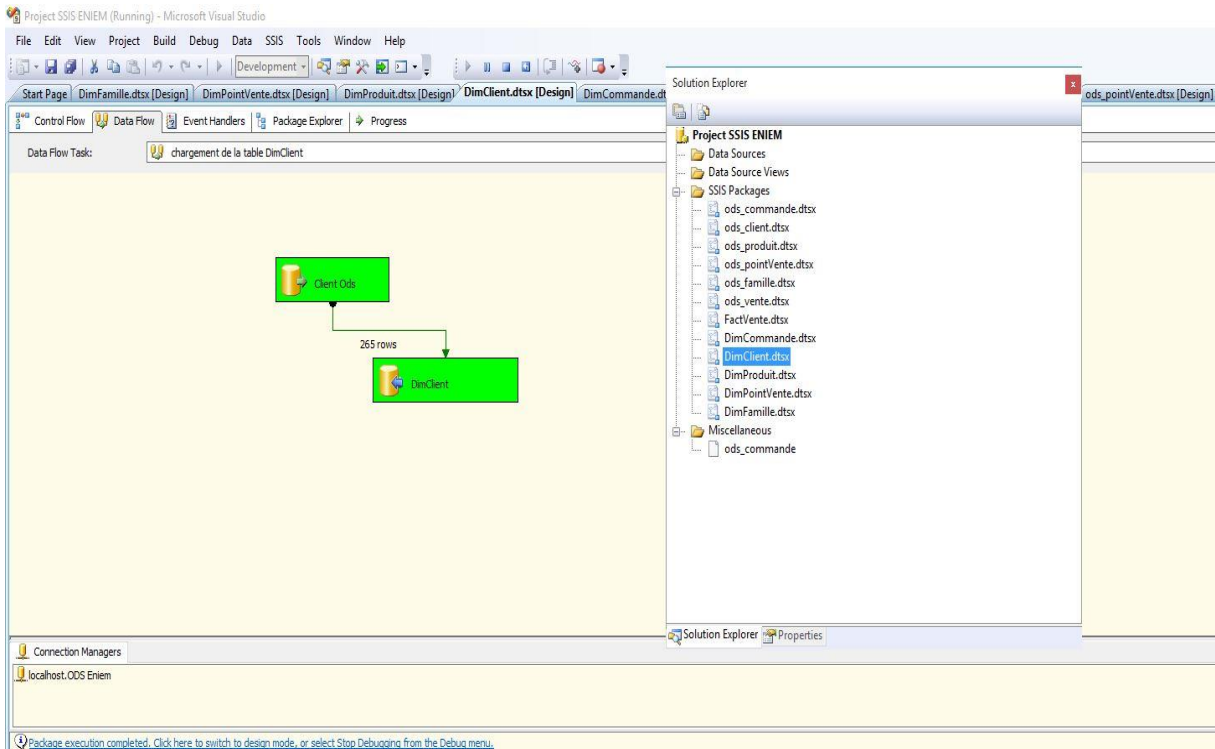 Project SSIS ENIEM (Running) - Microsoft Visual Studio
File Edit View Project Build Debug Data SSIS Tools Window Help
Development
Start Page DimFamille.dtsx [Design] DimPointVente.dtsx [Design] DimProduit.dtsx [Design] DimClient.dtsx [Design] DimCommande.dt ods_pointVente.dtsx [Design]
Control Flow Data Flow Event Handlers Package Explorer Progress
Data Flow Task: chargement de la table DimClient
Client Ods
265 rows
DimClient
Solution Explorer
Project SSIS ENIEM
Data Sources
Data Source Views
SSIS Packages
ods_commande.dtsx
ods_client.dtsx
ods_produit.dtsx
ods_pointVente.dtsx
ods_famille.dtsx
ods_vente.dtsx
FactVente.dtsx
DimCommande.dtsx
DimClient.dtsx
DimProduit.dtsx
DimPointVente.dtsx
DimFamille.dtsx
Miscellaneous
ods_commande
Solution Explorer Properties
Connection Managers
localhost.ODS Eniem
Package execution completed. Click here to switch to design mode, or select Stop Debugging from the Debug menu.